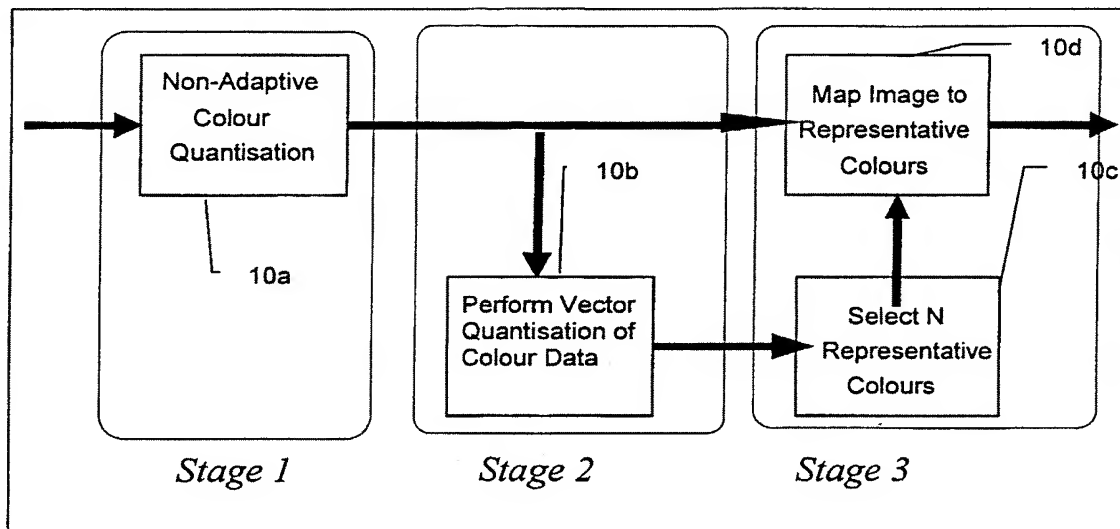 Non-Adaptive
Colour
Quantisation
10a
Stage 1
10b
Perform Vector
Quantisation of
Colour Data
Stage 2
10d
Map Image to
Representative
Colours
10c
Select N
Representative
Colours
Stage 3